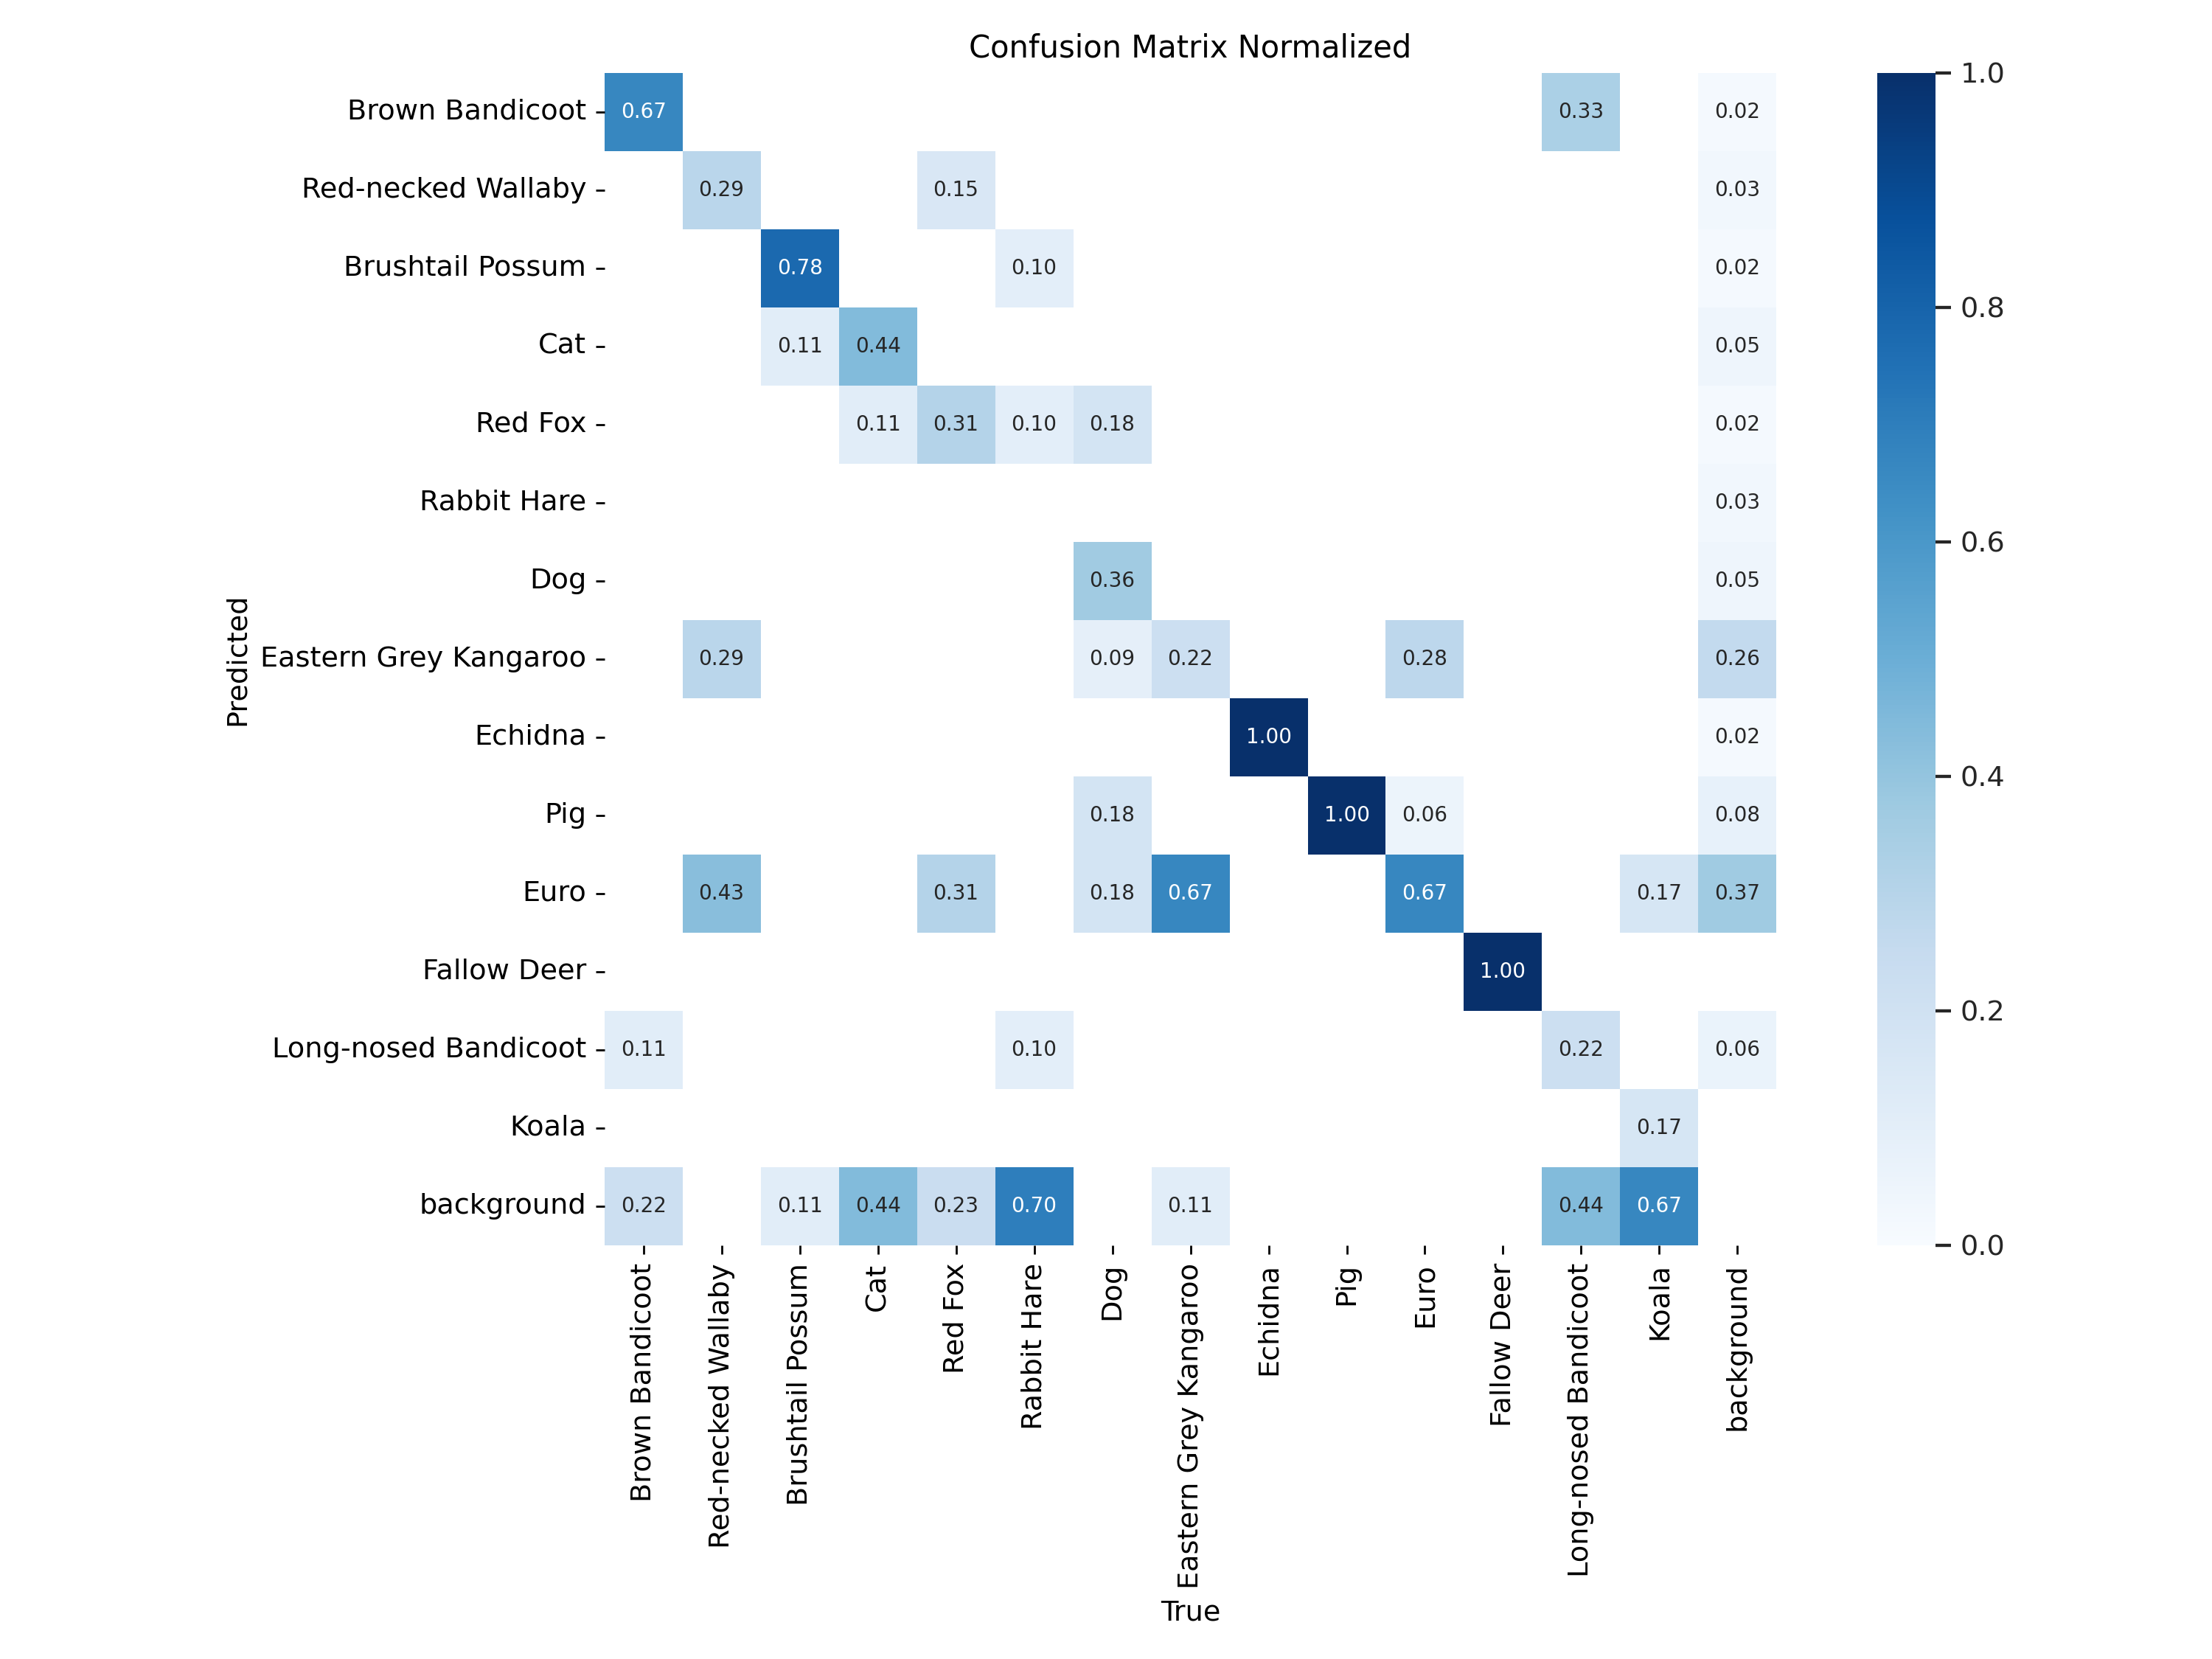 Confusion Matrix Normalized
Brown Bandicoot 0.67 0.33 0.02
Red-necked Wallaby 0.29 0.15 0.03
Brushtail Possum 0.78 0.10 0.02
Cat 0.11 0.44 0.05
Red Fox 0.11 0.31 0.10 0.18 0.02
Rabbit Hare 0.03
Dog 0.36 0.05
Eastern Grey Kangaroo 0.29 0.09 0.22 0.28 0.26
Echidna 1.00 0.02
Pig 0.18 1.00 0.06 0.08
Euro 0.43 0.31 0.18 0.67 0.67 0.17 0.37
Fallow Deer 1.00
Long-nosed Bandicoot 0.11 0.10 0.22 0.06
Koala 0.17
background 0.22 0.11 0.44 0.23 0.70 0.11 0.44 0.67
Predicted
Brown Bandicoot
Red-necked Wallaby
Brushtail Possum
Cat
Red Fox
Rabbit Hare
Dog
Eastern Grey Kangaroo
Echidna
Pig
Euro
Fallow Deer
Long-nosed Bandicoot
Koala
background
True
1.0
0.8
0.6
0.4
0.2
0.0